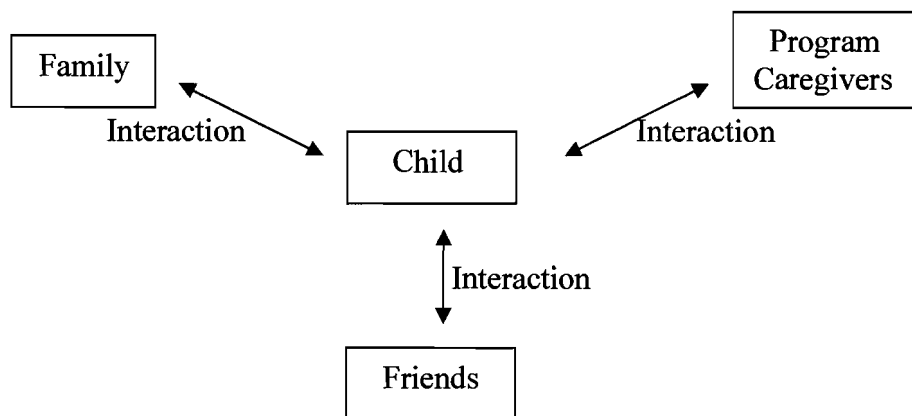 Family
Program
Caregivers
Interaction
Interaction
Child
Interaction
Friends